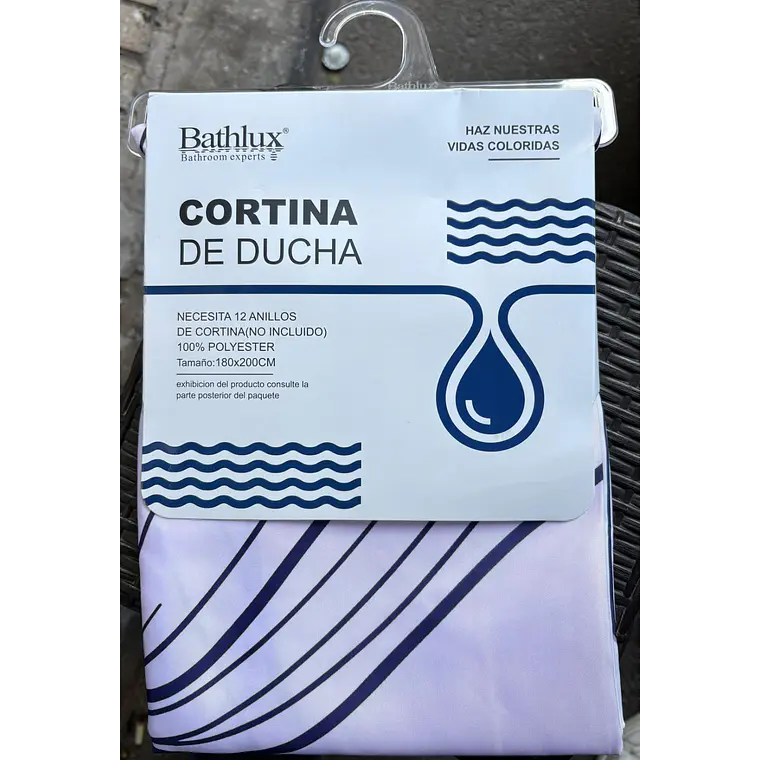 Bathlux
Bathlux®
Bathroom experts
HAZ NUESTRAS
VIDAS COLORIDAS
CORTINA
DE DUCHA
NECESITA 12 ANILLOS
DE CORTINA(NO INCLUIDO)
100% POLYESTER
Tamaño:180x200CM
exhibicion del producto consulte la
parte posterior del paquete